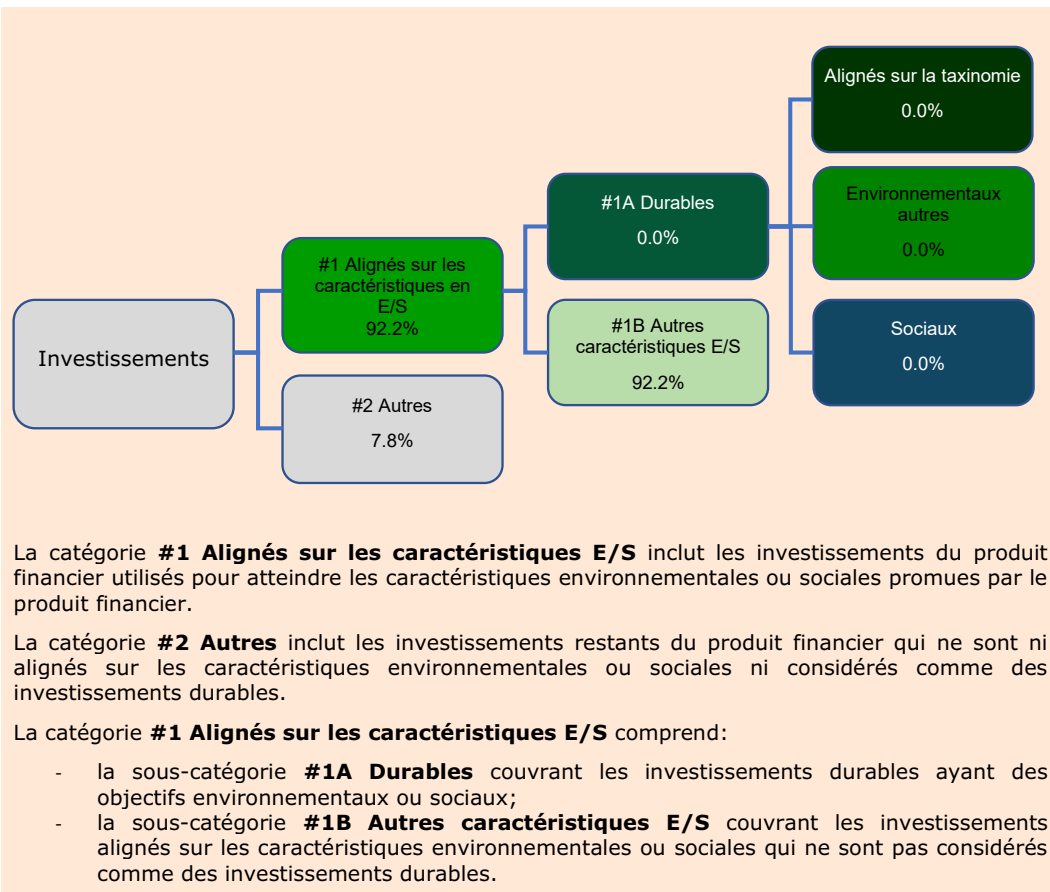 Investissements
#1 Alignés sur les
caractéristiques en
E/S
92.2%
#2 Autres
7.8%
#1A Durables
0.0%
#1B Autres
caractéristiques E/S
92.2%
Alignés sur la taxinomie
0.0%
Environnementaux
autres
0.0%
Sociaux
0.0%
La catégorie #1 Alignés sur les caractéristiques E/S inclut les investissements du produit
financier utilisés pour atteindre les caractéristiques environnementales ou sociales promues par le
produit financier.
La catégorie #2 Autres inclut les investissements restants du produit financier qui ne sont ni
alignés sur les caractéristiques environnementales ou sociales ni considérés comme des
investissements durables.
La catégorie #1 Alignés sur les caractéristiques E/S comprend:
- la sous-catégorie #1A Durables couvrant les investissements durables ayant des
objectifs environnementaux ou sociaux;
- la sous-catégorie #1B Autres caractéristiques E/S couvrant les investissements
alignés sur les caractéristiques environnementales ou sociales qui ne sont pas considérés
comme des investissements durables.